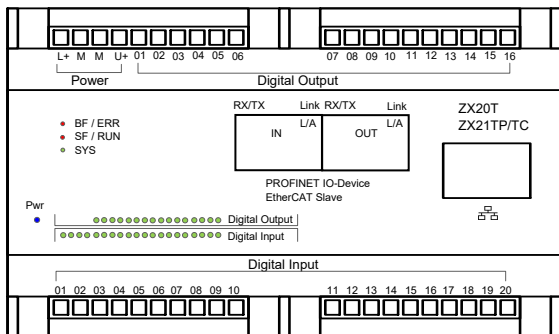 L+ M M U+ 01 02 03 04 05 06 07 08 09 10 11 12 13 14 15 16
Power Digital Output
RX/TX Link RX/TX Link ZX20T
BF / ERR L/A L/A ZX21TP/TC
SF / RUN IN OUT
SYS
PROFINET IO-Device
EtherCAT Slave
Pwr
Digital Output
Digital Input
Digital Input
01 02 03 04 05 06 07 08 09 10 11 12 13 14 15 16 17 18 19 20